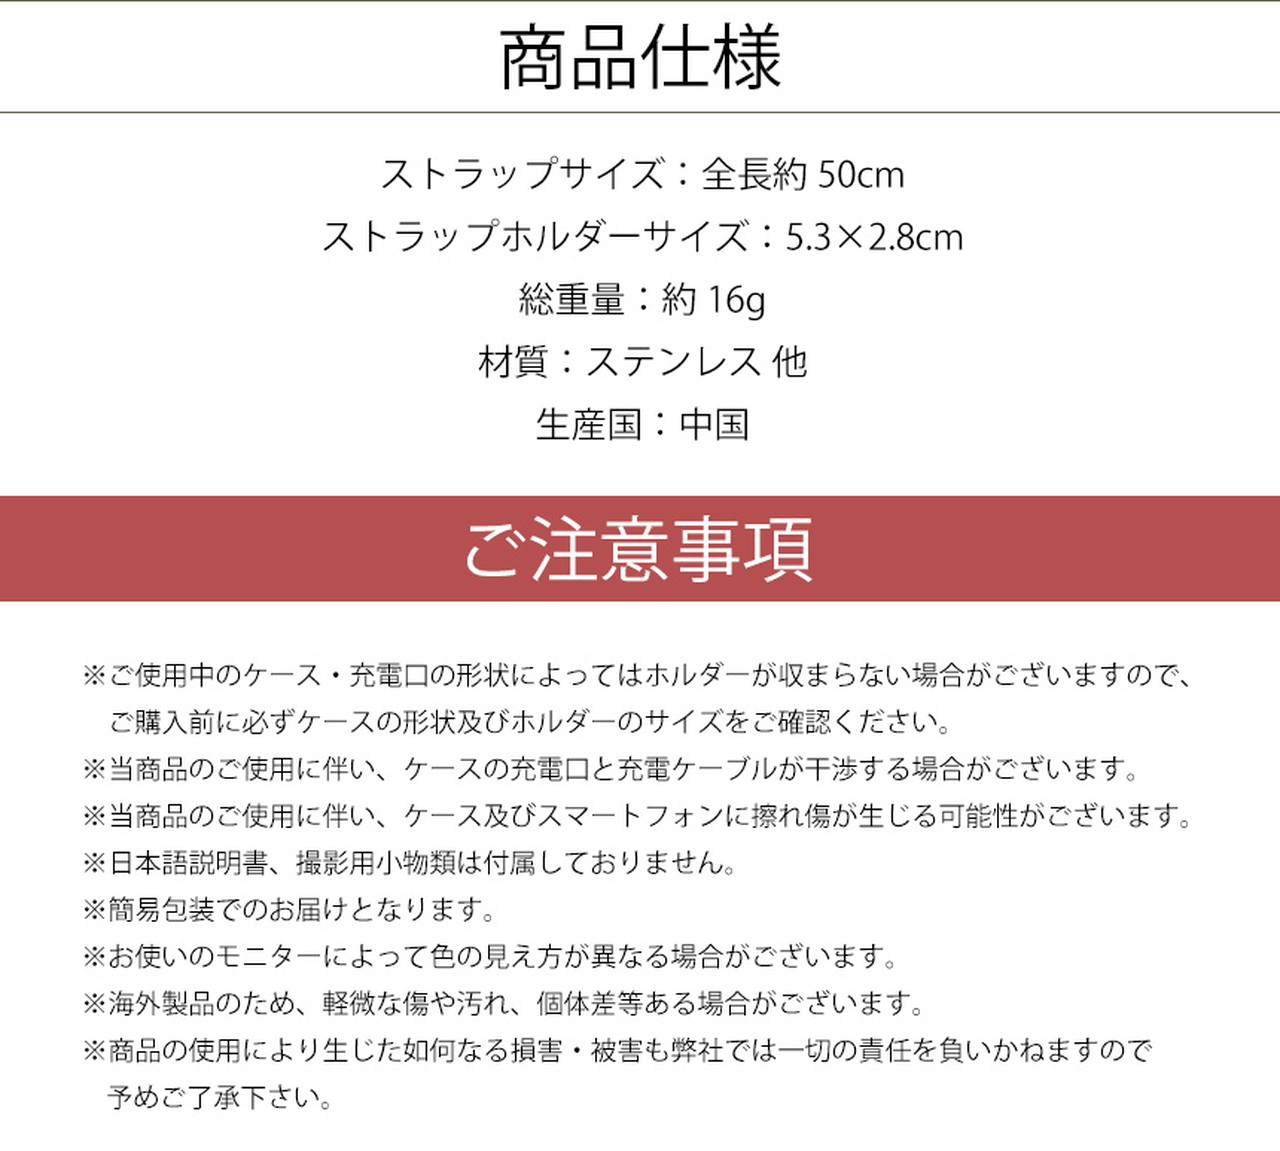 商品仕様
ストラップサイズ：全長約 50cm
ストラップホルダーサイズ：5.3×2.8cm
総重量：約 16g
材質：ステンレス 他
生産国：中国
ご注意事項
※ご使用中のケース・充電口の形状によってはホルダーが収まらない場合がございますので、
ご購入前に必ずケースの形状及びホルダーのサイズをご確認ください。
※当商品のご使用に伴い、ケースの充電口と充電ケーブルが干渉する場合がございます。
※当商品のご使用に伴い、ケース及びスマートフォンに擦れ傷が生じる可能性がございます。
※日本語説明書、撮影用小物類は付属しておりません。
※簡易包装でのお届けとなります。
※お使いのモニターによって色の見え方が異なる場合がございます。
※海外製品のため、軽微な傷や汚れ、個体差等ある場合がございます。
※商品の使用により生じた如何なる損害・被害も弊社では一切の責任を負いかねますので
予めご了承下さい。